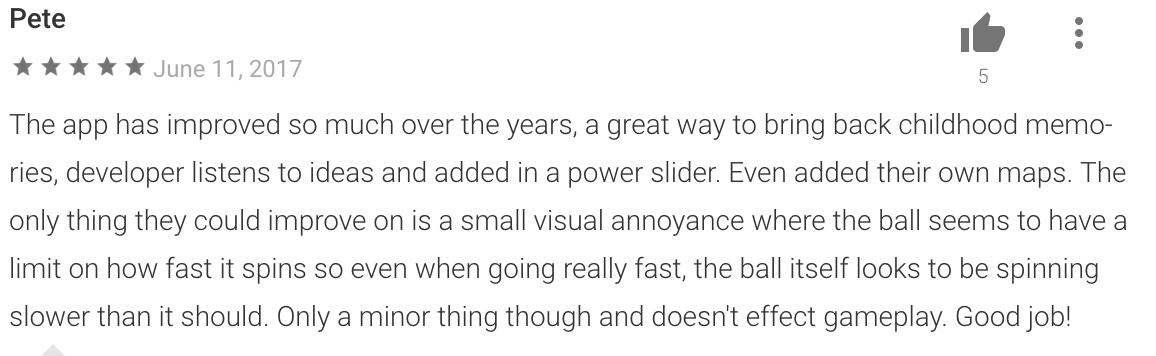 Pete
★★★★★ June 11, 2017
5
The app has improved so much over the years, a great way to bring back childhood memo-
ries, developer listens to ideas and added in a power slider. Even added their own maps. The
only thing they could improve on is a small visual annoyance where the ball seems to have a
limit on how fast it spins so even when going really fast, the ball itself looks to be spinning
slower than it should. Only a minor thing though and doesn't effect gameplay. Good job!